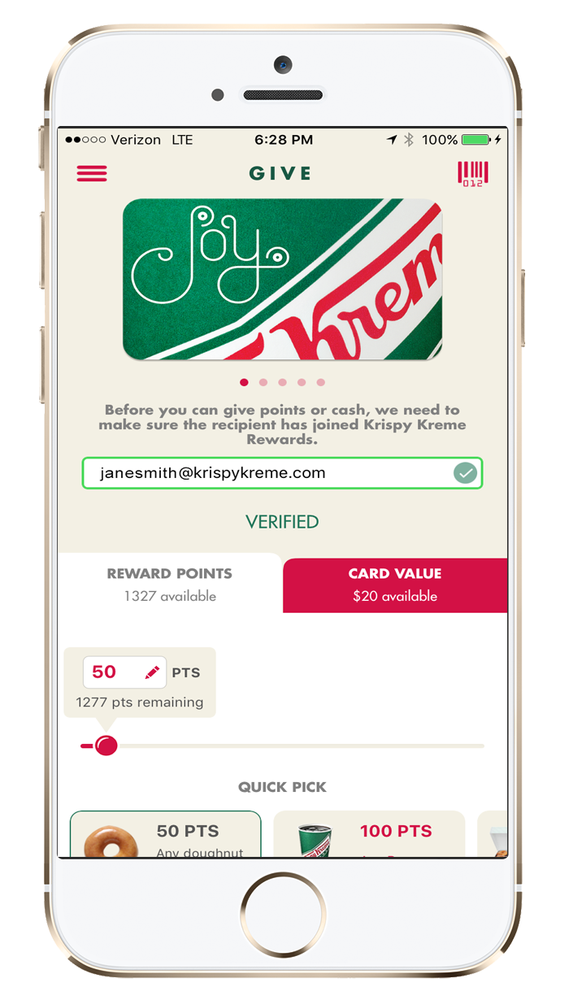 Verizon LTE 6:28 PM 100%
GIVE
012
Joy
Krem
Before you can give points or cash, we need to
make sure the recipient has joined Krispy Kreme
Rewards.
janesmith@krispykreme.com
VERIFIED
REWARD POINTS CARD VALUE
1327 available $20 available
50 PTS
1277 pts remaining
QUICK PICK
50 PTS 100 PTS
Any doughnut